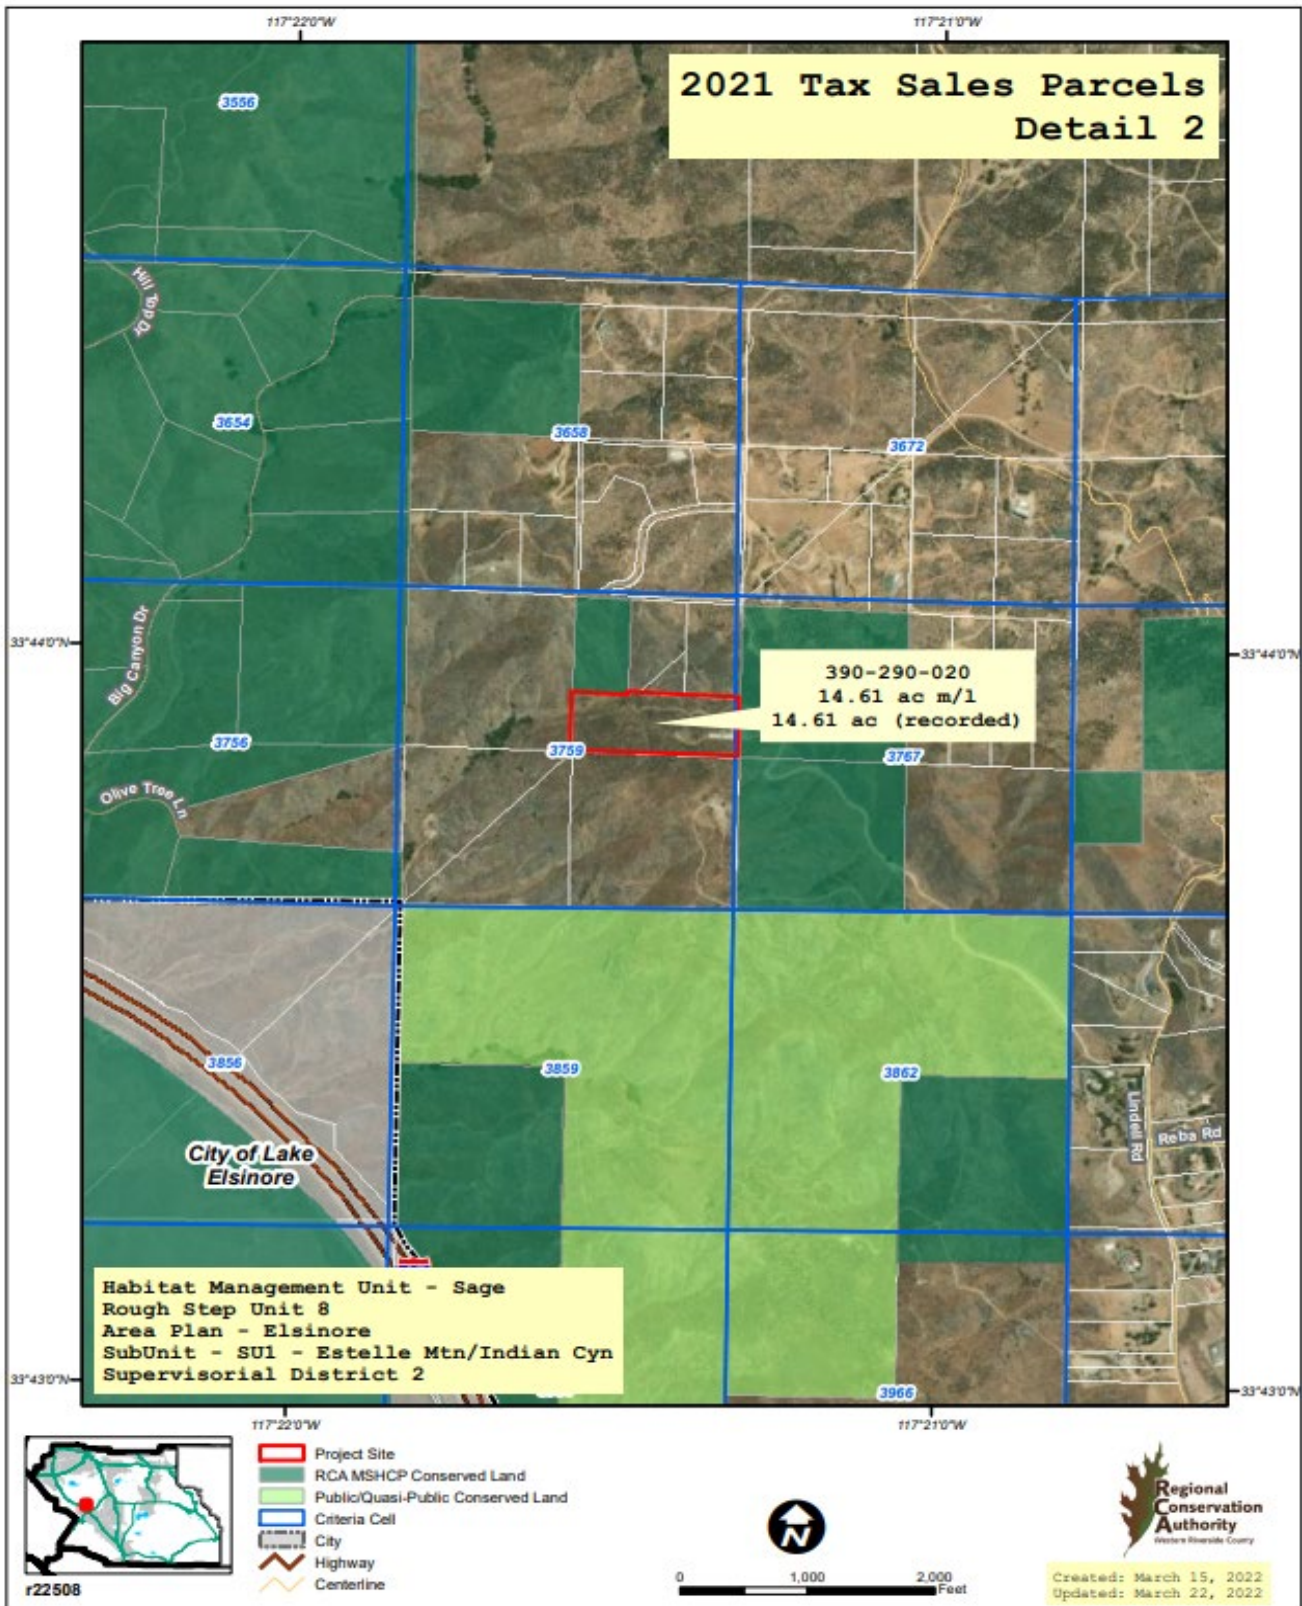 117°22'0"W
117°21'0"W
2021 Tax Sales Parcels
Detail 2
3556
Hill Top Dr
3654
3658
3672
33°44'0"N
33°44'0"N
Big Canyon Dr
390-290-020
14.61 ac m/l
14.61 ac (recorded)
3756
3759
3767
Olive Tree Ln
3856
3859
3862
City of Lake
Elsinore
Lindell Rd
Reba Rd
Habitat Management Unit - Sage
Rough Step Unit 8
Area Plan - Elsinore
SubUnit - SU1 - Estelle Mtn/Indian Cyn
Supervisorial District 2
3966
33°43'0"N
33°43'0"N
117°22'0"W
117°21'0"W
Project Site
RCA MSHCP Conserved Land
Public/Quasi-Public Conserved Land
Criteria Cell
City
Highway
Centerline
r22508
N
0
1,000
2,000
Feet
Regional
Conservation
Authority
Western Riverside County
Created: March 15, 2022
Updated: March 22, 2022